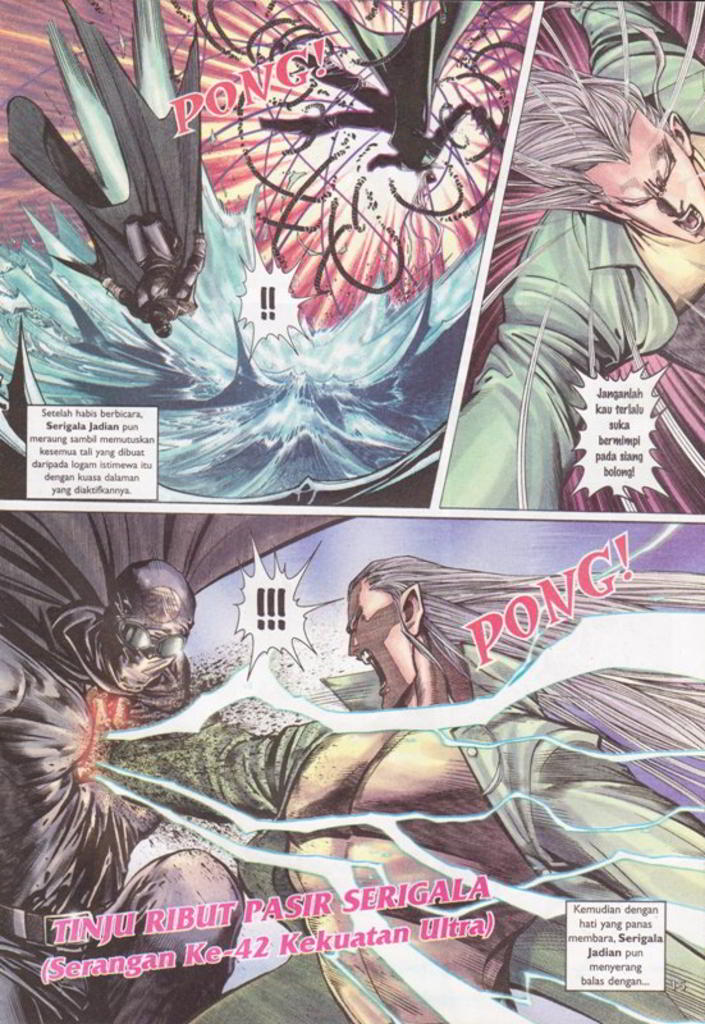 PONG!
!!
Setelah habis berbicara,
Serigala Jadian pun
meraung sambil memutuskan
kesemua tali yang dibuat
daripada logam istimewa itu
dengan kuasa dalaman
yang diaktifkannya.
Janganlah
kau terlalu
suka
bermimpi
pada siang
bolong!
!!!
PONG!
TINJU RIBUT PASIR SERIGALA
(Serangan Ke-42 Kekuatan Ultra)
Kemudian dengan
hati yang panas
membara, Serigala
Jadian pun
menyerang
balas dengan...
15